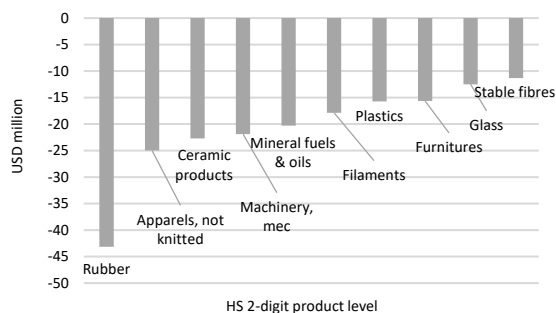 0
-5
-10
-15
-20
-25
-30
-35
-40
-45
-50
USD million
Rubber
Apparels, not
knitted
Ceramic
products
Machinery,
mec
Mineral fuels
& oils
Filaments
Plastics
Furnitures
Glass
Stable fibres
HS 2-digit product level